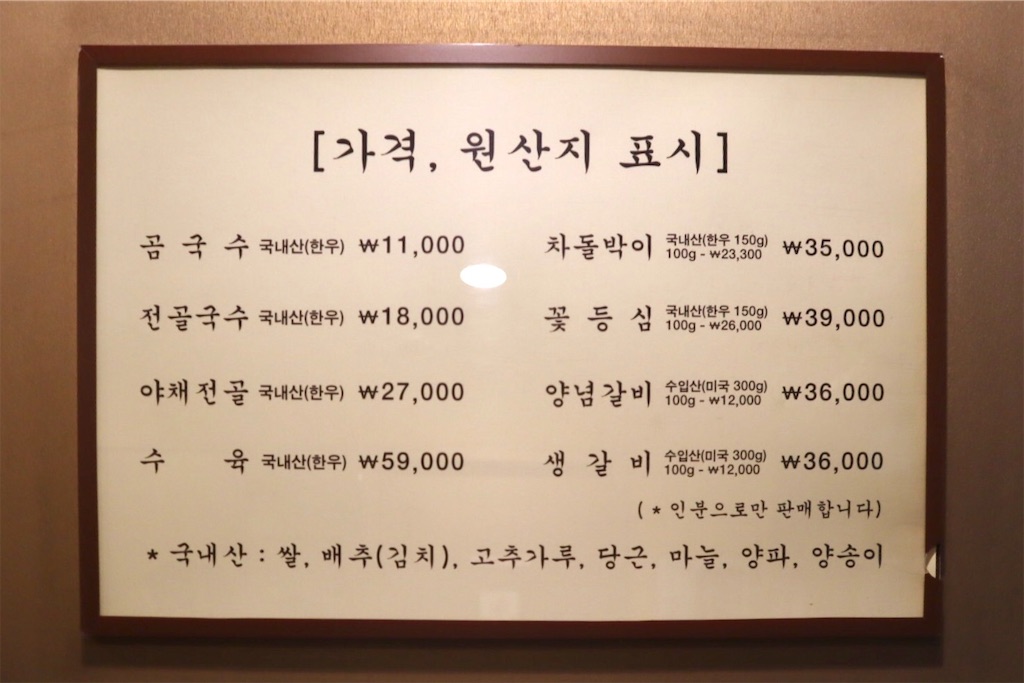 [가격, 원산지 표시]
곰국수 국내산(한우) ₩11,000
전골국수 국내산(한우) ₩18,000
야채전골 국내산(한우) ₩27,000
수육 국내산(한우) ₩59,000
차돌박이 국내산(한우 150g) ₩35,000
100g - ₩23,300
꽃등심 국내산(한우 150g) ₩39,000
100g - ₩26,000
양념갈비 수입산(미국 300g) ₩36,000
100g - ₩12,000
생갈비 수입산(미국 300g) ₩36,000
100g - ₩12,000
( * 인분으로만 판매합니다)
* 국내산 : 쌀, 배추(김치), 고추가루, 당근, 마늘, 양파, 양송이